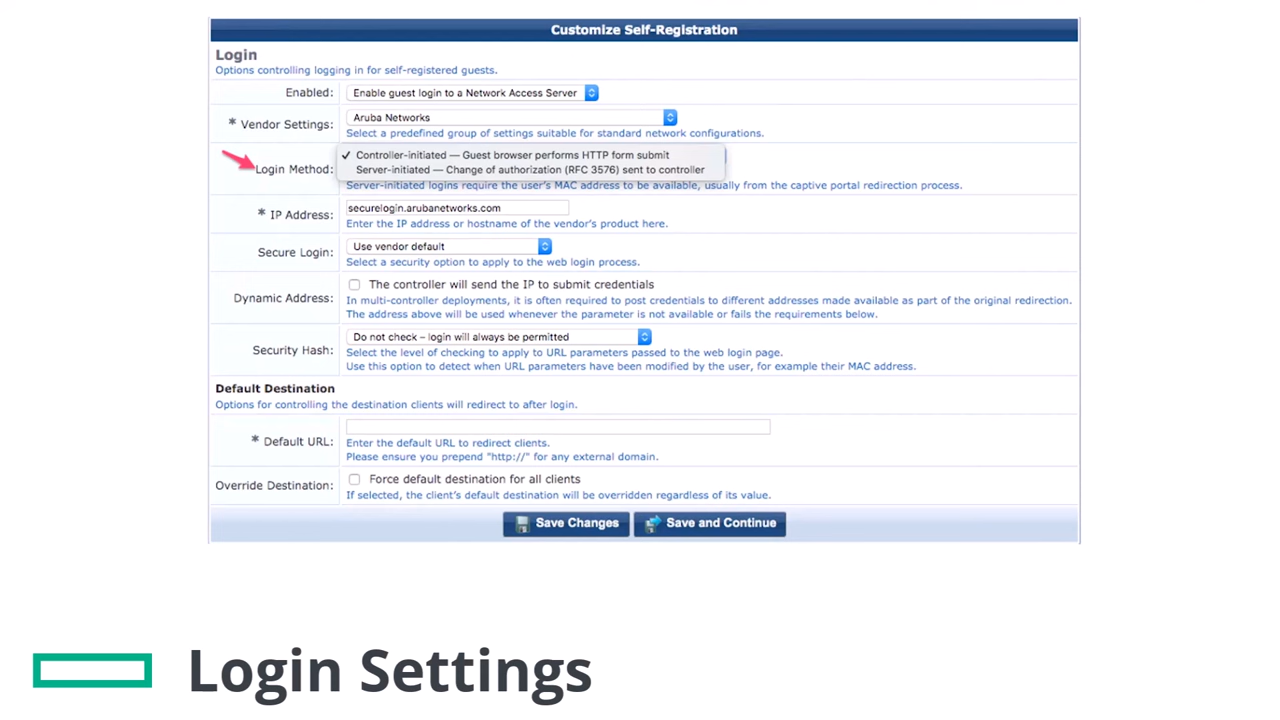 Customize Self-Registration
Login
Options controlling logging in for self-registered guests.
Enabled: Enable guest login to a Network Access Server
* Vendor Settings: Aruba Networks
Select a predefined group of settings suitable for standard network configurations.
Login Method: ✓ Controller-initiated — Guest browser performs HTTP form submit
Server-initiated — Change of authorization (RFC 3576) sent to controller
Server-initiated logins require the user's MAC address to be available, usually from the captive portal redirection process.
* IP Address: securelogin.arubanetworks.com
Enter the IP address or hostname of the vendor's product here.
Secure Login: Use vendor default
Select a security option to apply to the web login process.
Dynamic Address: The controller will send the IP to submit credentials
In multi-controller deployments, it is often required to post credentials to different addresses made available as part of the original redirection.
The address above will be used whenever the parameter is not available or fails the requirements below.
Security Hash: Do not check – login will always be permitted
Select the level of checking to apply to URL parameters passed to the web login page.
Use this option to detect when URL parameters have been modified by the user, for example their MAC address.
Default Destination
Options for controlling the destination clients will redirect to after login.
* Default URL:
Enter the default URL to redirect clients.
Please ensure you prepend "http://" for any external domain.
Override Destination: Force default destination for all clients
If selected, the client's default destination will be overridden regardless of its value.
Save Changes Save and Continue
Login Settings